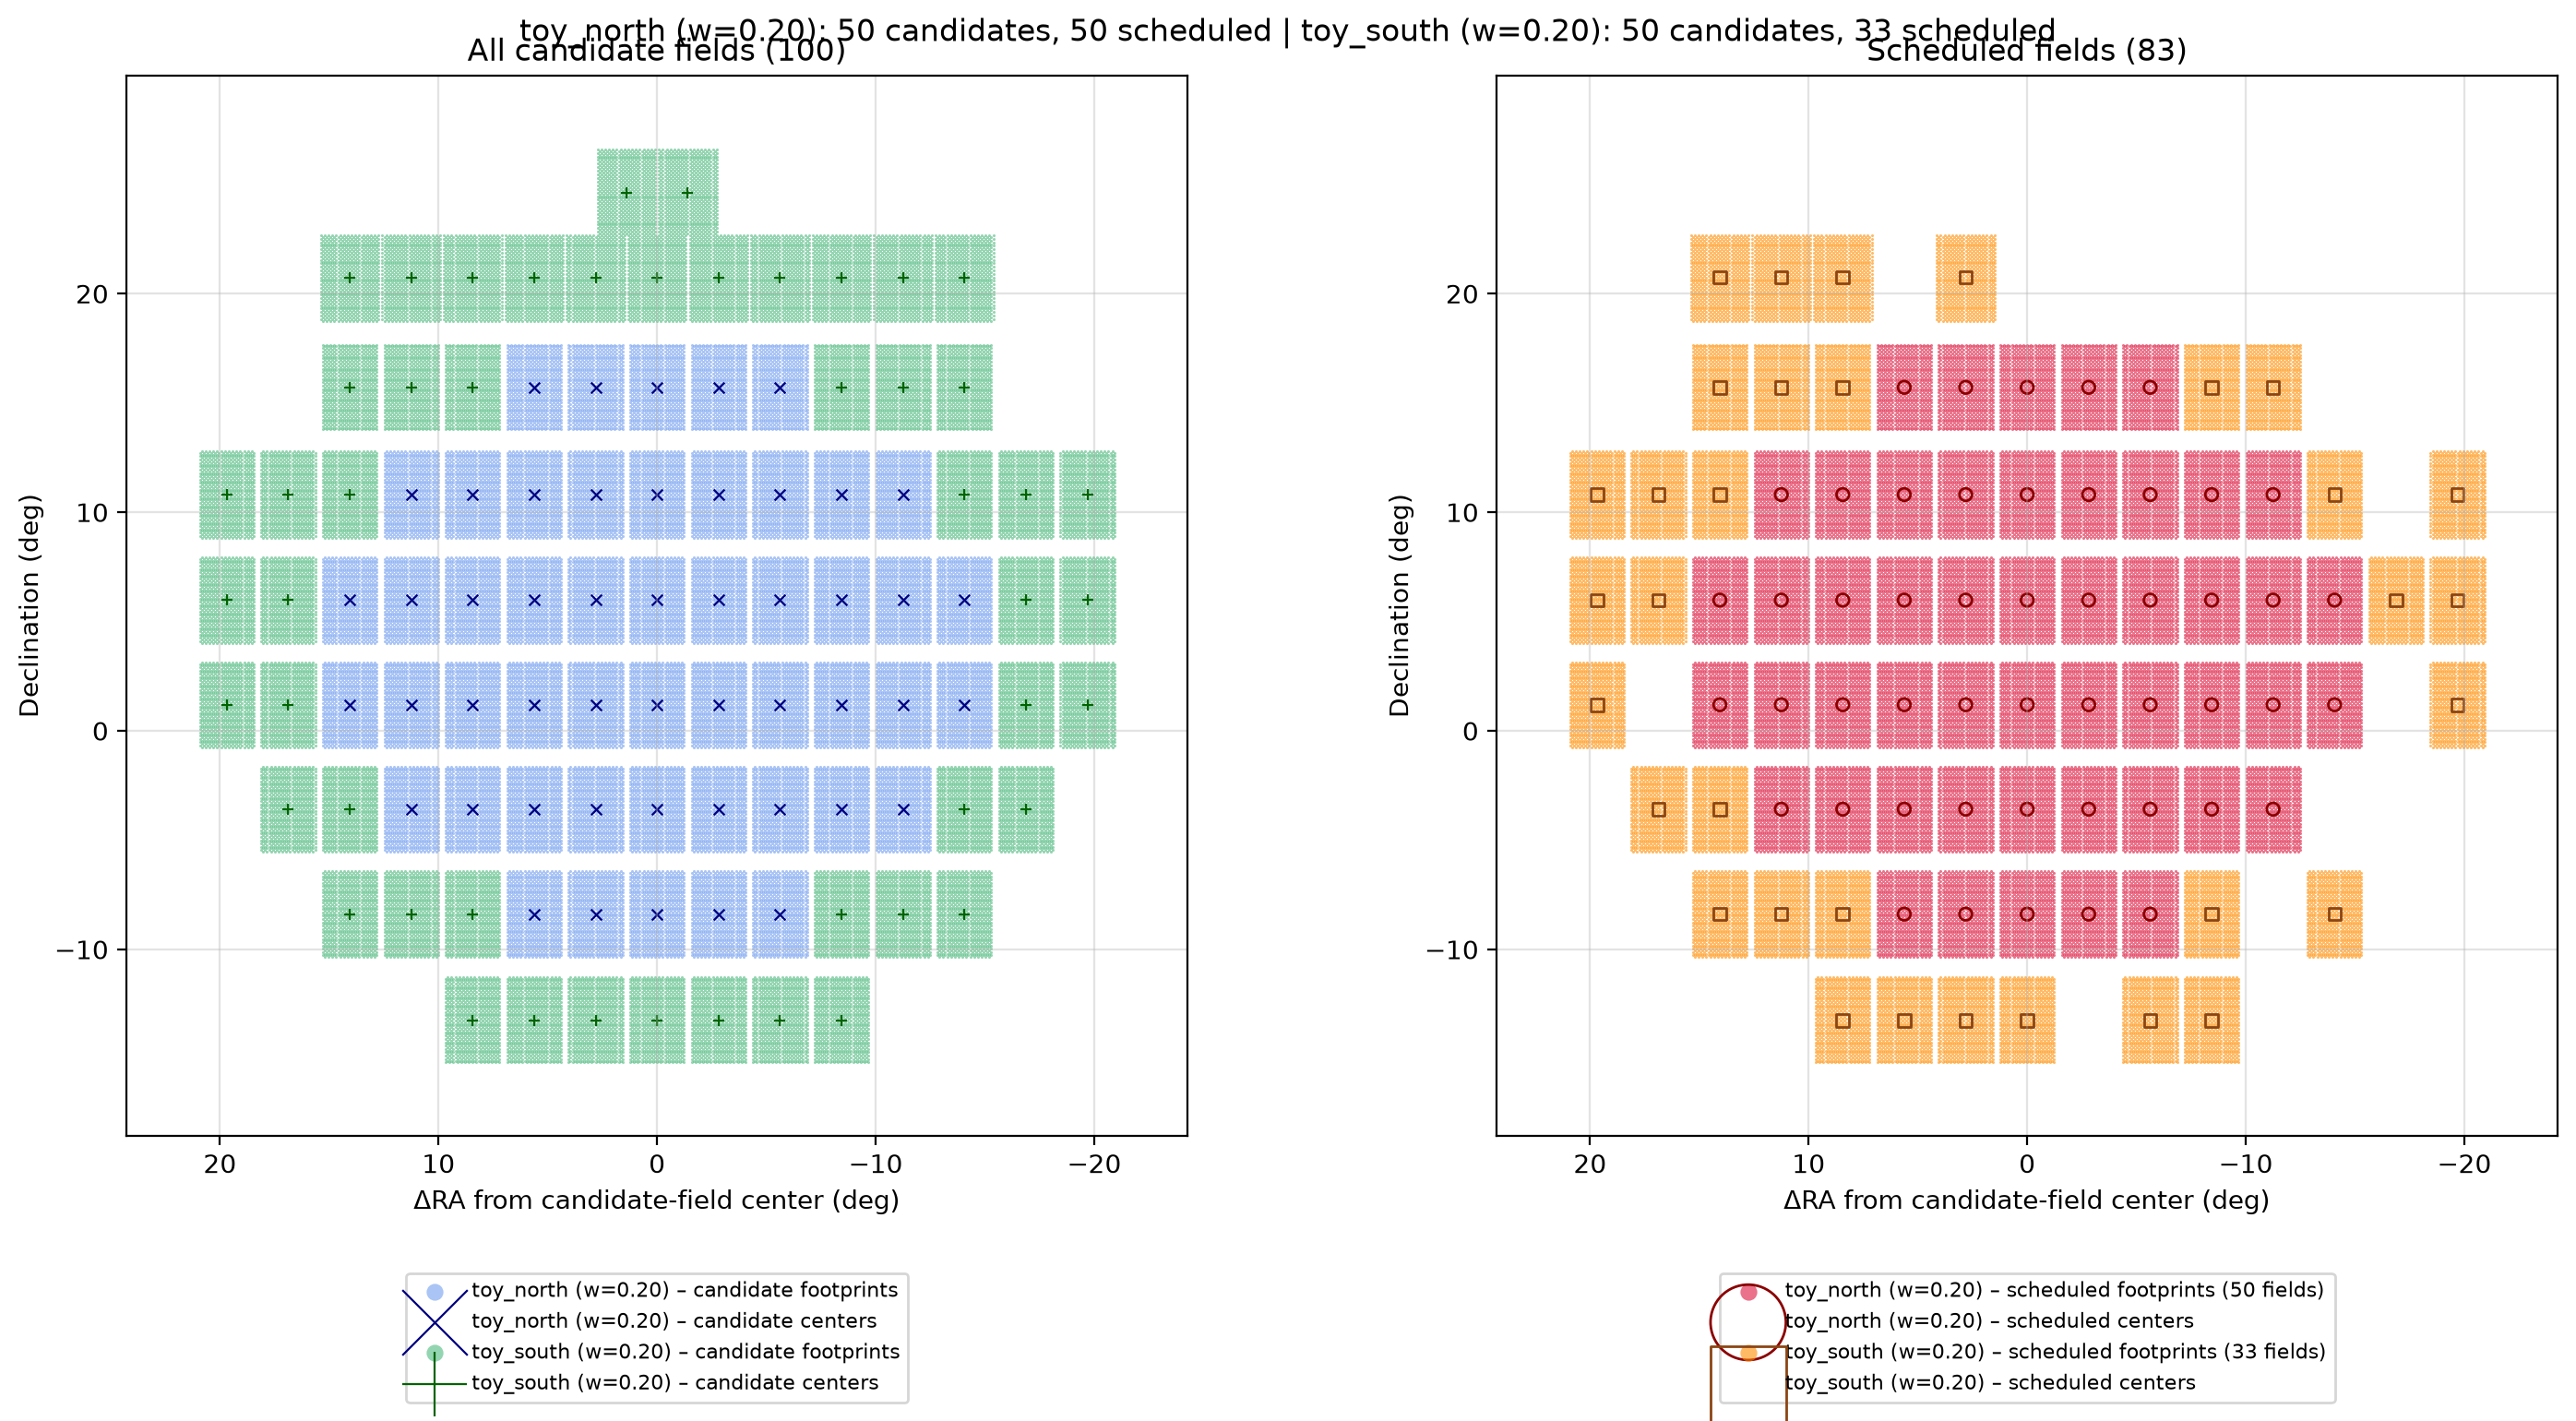 toy_north (w=0.20): 50 candidates, 50 scheduled | toy_south (w=0.20): 50 candidates, 33 scheduled
All candidate fields (100)
Declination (deg)
20
10
0
−10
20
10
0
−10
−20
ΔRA from candidate-field center (deg)
toy_north (w=0.20) – candidate footprints
toy_north (w=0.20) – candidate centers
toy_south (w=0.20) – candidate footprints
toy_south (w=0.20) – candidate centers
Scheduled fields (83)
Declination (deg)
20
10
0
−10
20
10
0
−10
−20
ΔRA from candidate-field center (deg)
toy_north (w=0.20) – scheduled footprints (50 fields)
toy_north (w=0.20) – scheduled centers
toy_south (w=0.20) – scheduled footprints (33 fields)
toy_south (w=0.20) – scheduled centers